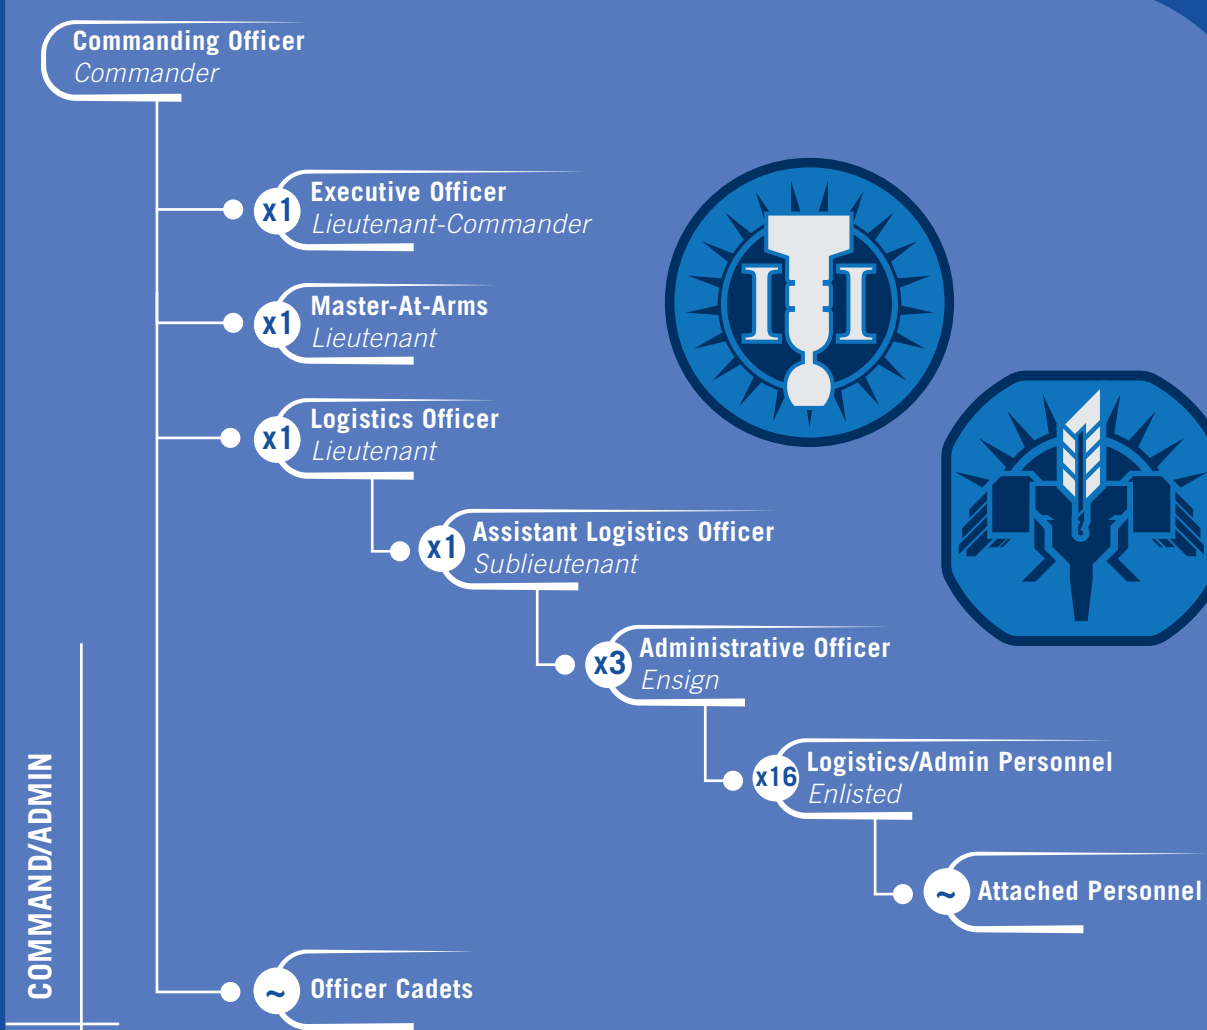 Commanding Officer
Commander
x1
Executive Officer
Lieutenant-Commander
x1
Master-At-Arms
Lieutenant
I I
x1
Logistics Officer
Lieutenant
x1
Assistant Logistics Officer
Sublieutenant
x3
Administrative Officer
Ensign
x16
Logistics/Admin Personnel
Enlisted
~
Attached Personnel
~
Officer Cadets
COMMAND/ADMIN